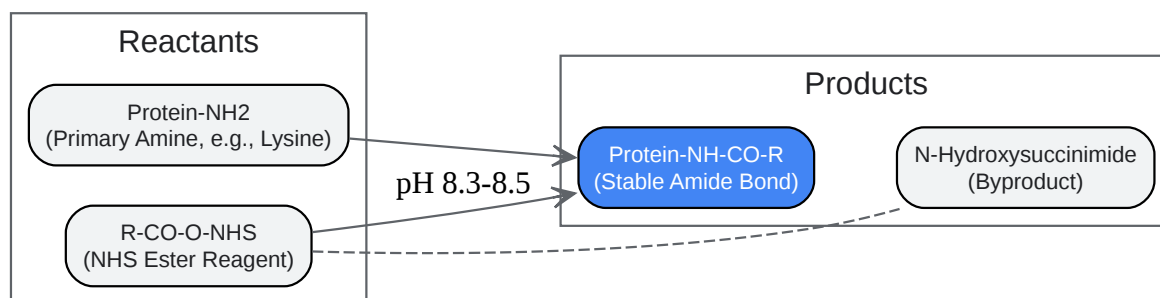 Reactants
Protein-NH2
(Primary Amine, e.g., Lysine)
R-CO-O-NHS
(NHS Ester Reagent)
pH 8.3-8.5
Products
Protein-NH-CO-R
(Stable Amide Bond)
N-Hydroxysuccinimide
(Byproduct)